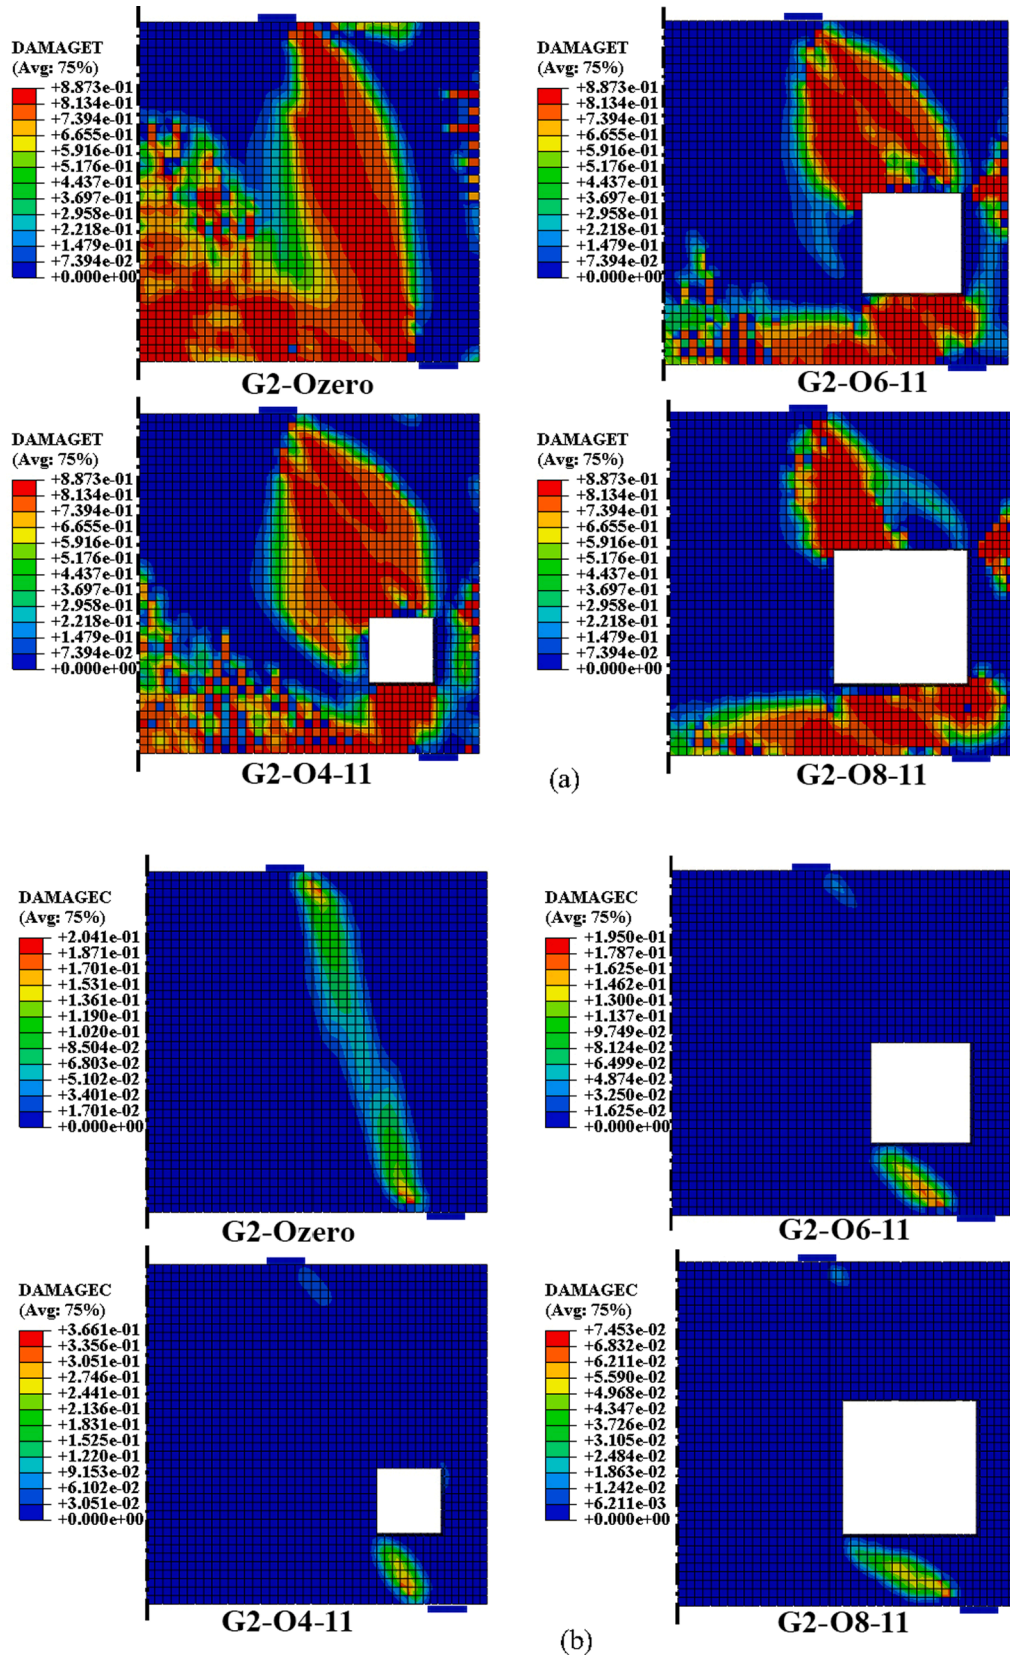 DAMAGET
(Avg: 75%)
+8.873e-01
+8.134e-01
+7.394e-01
+6.655e-01
+5.916e-01
+5.176e-01
+4.437e-01
+3.697e-01
+2.958e-01
+2.218e-01
+1.479e-01
+7.394e-02
+0.000e+00
G2-Ozero
DAMAGET
(Avg: 75%)
+8.873e-01
+8.134e-01
+7.394e-01
+6.655e-01
+5.916e-01
+5.176e-01
+4.437e-01
+3.697e-01
+2.958e-01
+2.218e-01
+1.479e-01
+7.394e-02
+0.000e+00
G2-O6-11
DAMAGET
(Avg: 75%)
+8.873e-01
+8.134e-01
+7.394e-01
+6.655e-01
+5.916e-01
+5.176e-01
+4.437e-01
+3.697e-01
+2.958e-01
+2.218e-01
+1.479e-01
+7.394e-02
+0.000e+00
G2-O4-11
DAMAGET
(Avg: 75%)
+8.873e-01
+8.134e-01
+7.394e-01
+6.655e-01
+5.916e-01
+5.176e-01
+4.437e-01
+3.697e-01
+2.958e-01
+2.218e-01
+1.479e-01
+7.394e-02
+0.000e+00
G2-O8-11
(a)
DAMAGEC
(Avg: 75%)
+2.041e-01
+1.871e-01
+1.701e-01
+1.531e-01
+1.361e-01
+1.190e-01
+1.020e-01
+8.504e-02
+6.803e-02
+5.102e-02
+3.401e-02
+1.701e-02
+0.000e+00
G2-Ozero
DAMAGEC
(Avg: 75%)
+1.950e-01
+1.787e-01
+1.625e-01
+1.462e-01
+1.300e-01
+1.137e-01
+9.749e-02
+8.124e-02
+6.499e-02
+4.874e-02
+3.250e-02
+1.625e-02
+0.000e+00
G2-O6-11
DAMAGEC
(Avg: 75%)
+3.661e-01
+3.356e-01
+3.051e-01
+2.746e-01
+2.441e-01
+2.136e-01
+1.831e-01
+1.525e-01
+1.220e-01
+9.153e-02
+6.102e-02
+3.051e-02
+0.000e+00
G2-O4-11
DAMAGEC
(Avg: 75%)
+7.453e-02
+6.832e-02
+6.211e-02
+5.590e-02
+4.968e-02
+4.347e-02
+3.726e-02
+3.105e-02
+2.484e-02
+1.863e-02
+1.242e-02
+6.211e-03
+0.000e+00
G2-O8-11
(b)